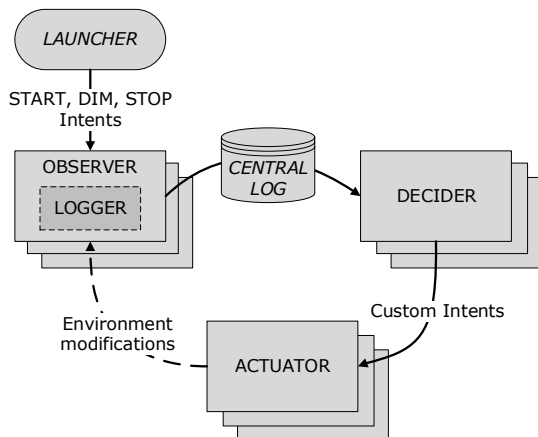 LAUNCHER
START, DIM, STOP
Intents
OBSERVER
LOGGER
CENTRAL
LOG
DECIDER
Custom Intents
Environment
modifications
ACTUATOR